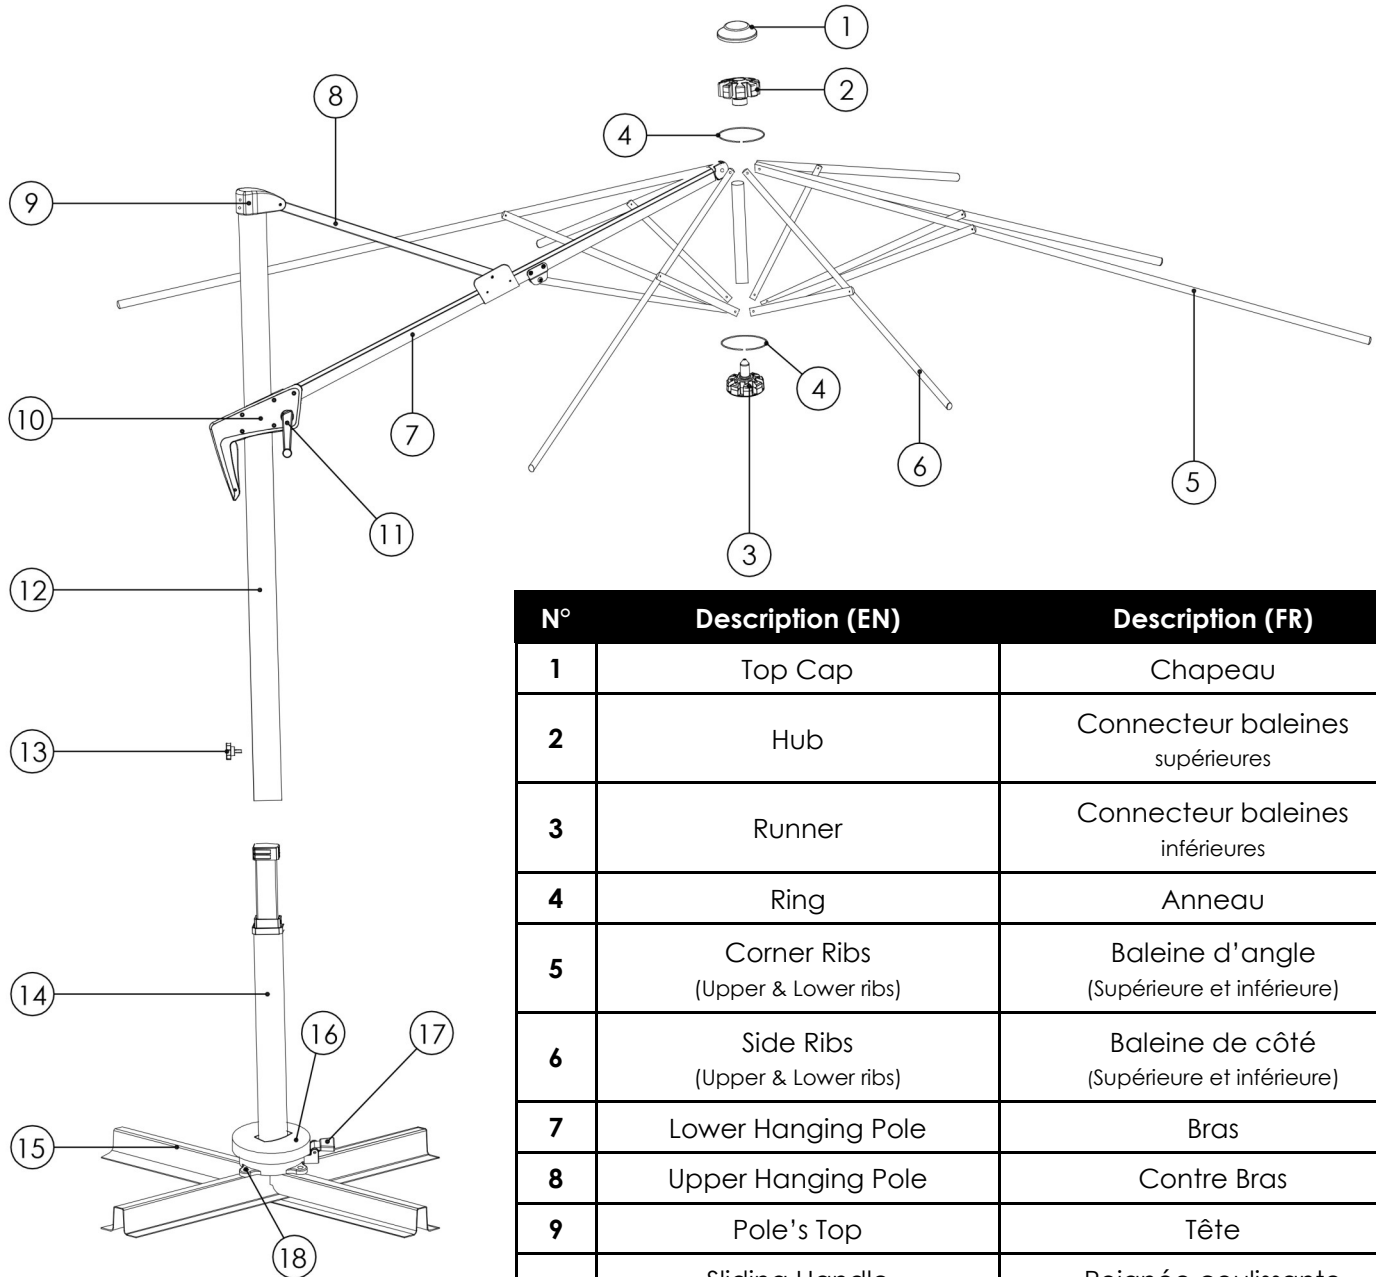 1
2
8
4
9
10
7
4
11
6
5
3
12
13
14
16
17
15
18
N° Description (EN) Description (FR)
1 Top Cap Chapeau
2 Hub Connecteur baleines
supérieures
3 Runner Connecteur baleines
inférieures
4 Ring Anneau
5 Corner Ribs Baleine d’angle
(Upper & Lower ribs) (Supérieure et inférieure)
6 Side Ribs Baleine de côté
(Upper & Lower ribs) (Supérieure et inférieure)
7 Lower Hanging Pole Bras
8 Upper Hanging Pole Contre Bras
9 Pole’s Top Tête
Sliding Handle Poignée coulissante